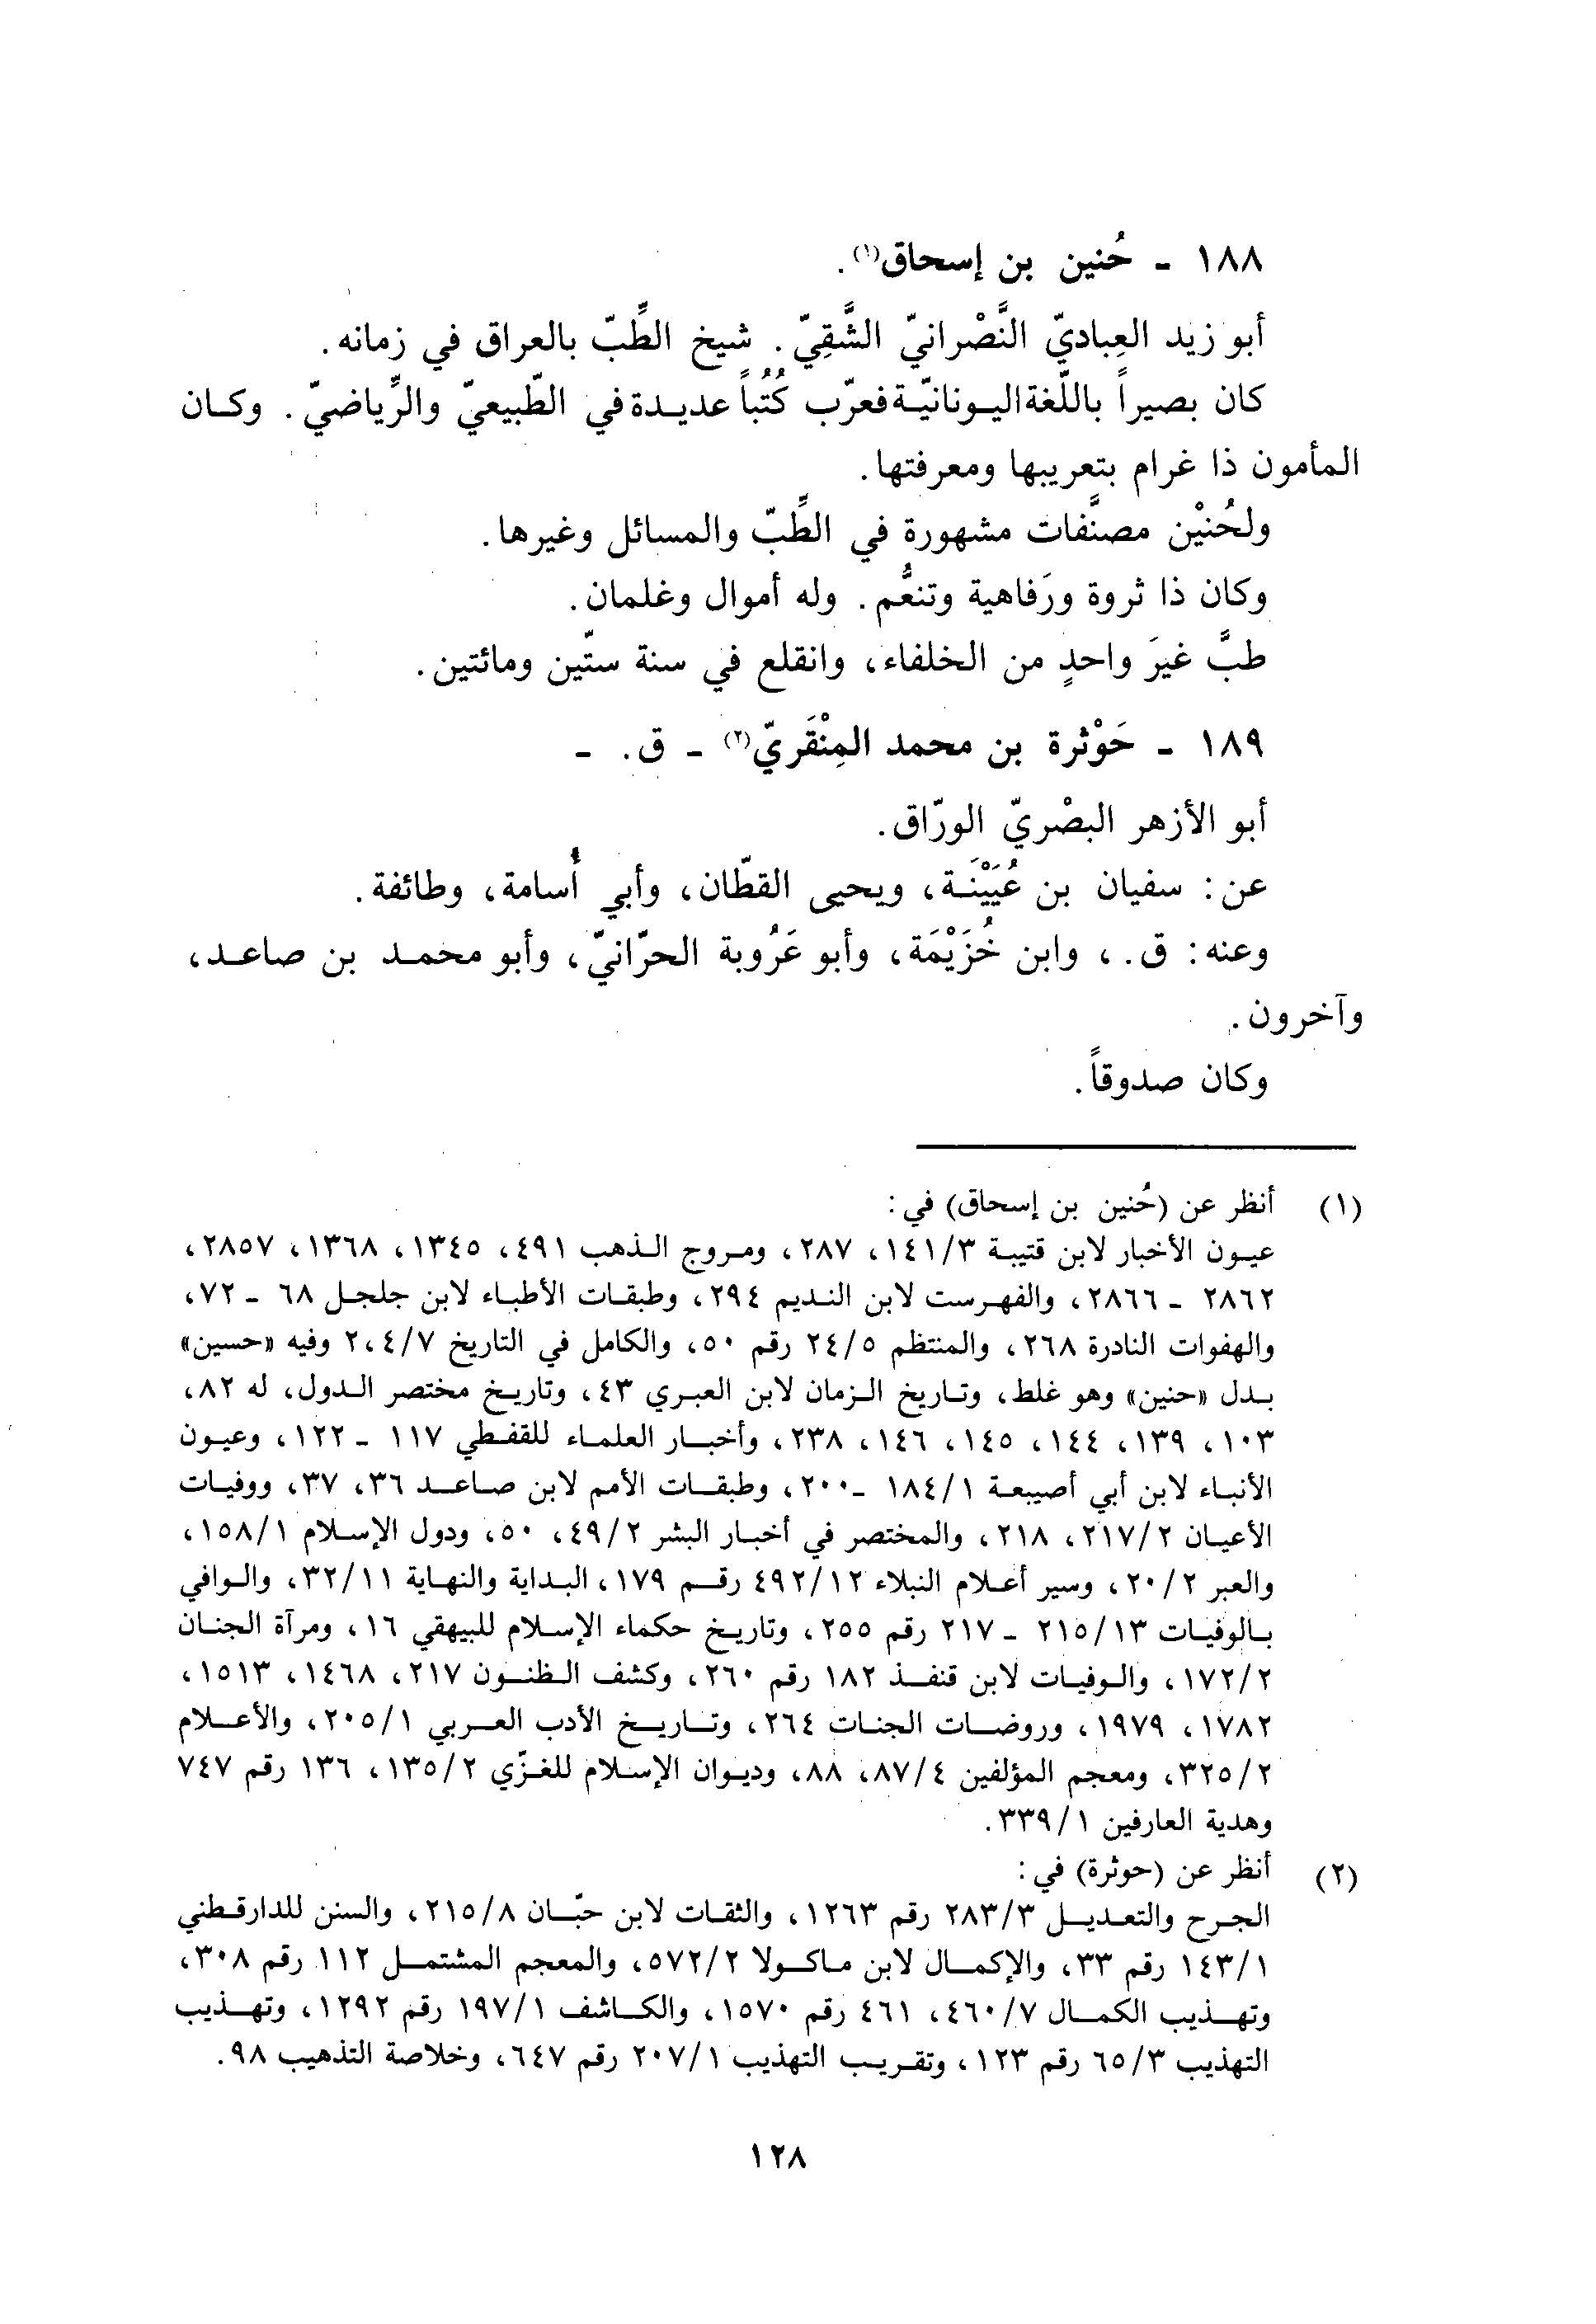 ١٨٨ - حُنين بن إسحاق(١).
أبو زيد العِباديّ النَّصْرانيّ الشَّقِيّ. شيخ الطِّبّ بالعراق في زمانه.
كان بصيراً باللّغة اليونانيّة فعرّب كُتُباً عديدة في الطّبيعيّ والرِّياضيّ. وكان
المأمون ذا غرام بتعريبها ومعرفتها.
ولحُنيْن مصنَّفات مشهورة في الطِّبّ والمسائل وغيرها.
وكان ذا ثروة ورَفاهية وتنعُّم. وله أموال وغلمان.
طبَّ غيرَ واحدٍ من الخلفاء، وانقلع في سنة ستّين ومائتين.
١٨٩ - حَوْثرة بن محمد المِنْقَريّ(٢) - ق. -
أبو الأزهر البصْريّ الورّاق.
عن: سفيان بن عُيَيْنَة، ويحيى القطّان، وأبي أُسامة، وطائفة.
وعنه: ق.، وابن خُزَيْمَة، وأبو عَرُوبة الحرّانيّ، وأبو محمد بن صاعد،
وآخرون.
وكان صدوقاً.
(١) أنظر عن (حُنين بن إسحاق) في:
عيون الأخبار لابن قتيبة ١٤١/٣، ٢٨٧، ومروج الذهب ٤٩١، ١٣٤٥، ١٣٦٨، ٢٨٥٧،
٢٨٦٢ - ٢٨٦٦، والفهرست لابن النديم ٢٩٤، وطبقات الأطباء لابن جلجل ٦٨ - ٧٢،
والهفوات النادرة ٢٦٨، والمنتظم ٢٤/٥ رقم ٥٠، والكامل في التاريخ ٢،٤/٧ وفيه «حسين»
بدل «حنين» وهو غلط، وتاريخ الزمان لابن العبري ٤٣، وتاريخ مختصر الدول، له ٨٢،
١٠٣، ١٣٩، ١٤٤، ١٤٥، ١٤٦، ٢٣٨، وأخبار العلماء للقفطي ١١٧ - ١٢٢، وعيون
الأنباء لابن أبي أصيبعة ١٨٤/١ - ٢٠٠، وطبقات الأمم لابن صاعد ٣٦، ٣٧، ووفيات
الأعيان ٢١٧/٢، ٢١٨، والمختصر في أخبار البشر ٤٩/٢، ٥٠، ودول الإسلام ١٥٨/١،
والعبر ٢٠/٢، وسير أعلام النبلاء ٤٩٢/١٢ رقم ١٧٩، البداية والنهاية ٣٢/١١، والوافي
بالوفيات ٢١٥/١٣ - ٢١٧ رقم ٢٥٥، وتاريخ حكماء الإسلام للبيهقي ١٦، ومرآة الجنان
١٧٢/٢، والوفيات لابن قنفذ ١٨٢ رقم ٢٦٠، وكشف الظنون ٢١٧، ١٤٦٨، ١٥١٣،
١٧٨٢، ١٩٧٩، وروضات الجنات ٢٦٤، وتاريخ الأدب العربي ٢٠٥/١، والأعلام
٣٢٥/٢، ومعجم المؤلفين ٨٧/٤، ٨٨، وديوان الإسلام للغزّي ١٣٥/٢، ١٣٦ رقم ٧٤٧
وهدية العارفين ٣٣٩/١.
(٢) أنظر عن (حوثرة) في:
الجرح والتعديل ٢٨٣/٣ رقم ١٢٦٣، والثقات لابن حبّان ٢١٥/٨، والسنن للدارقطني
١٤٣/١ رقم ٣٣، والإكمال لابن ماكولا ٥٧٢/٢، والمعجم المشتمل ١١٢ رقم ٣٠٨،
وتهذيب الكمال ٤٦٠/٧، ٤٦١ رقم ١٥٧٠، والكاشف ١٩٧/١ رقم ١٢٩٢، وتهذيب
التهذيب ٦٥/٣ رقم ١٢٣، وتقريب التهذيب ٢٠٧/١ رقم ٦٤٧، وخلاصة التذهيب ٩٨.
١٢٨